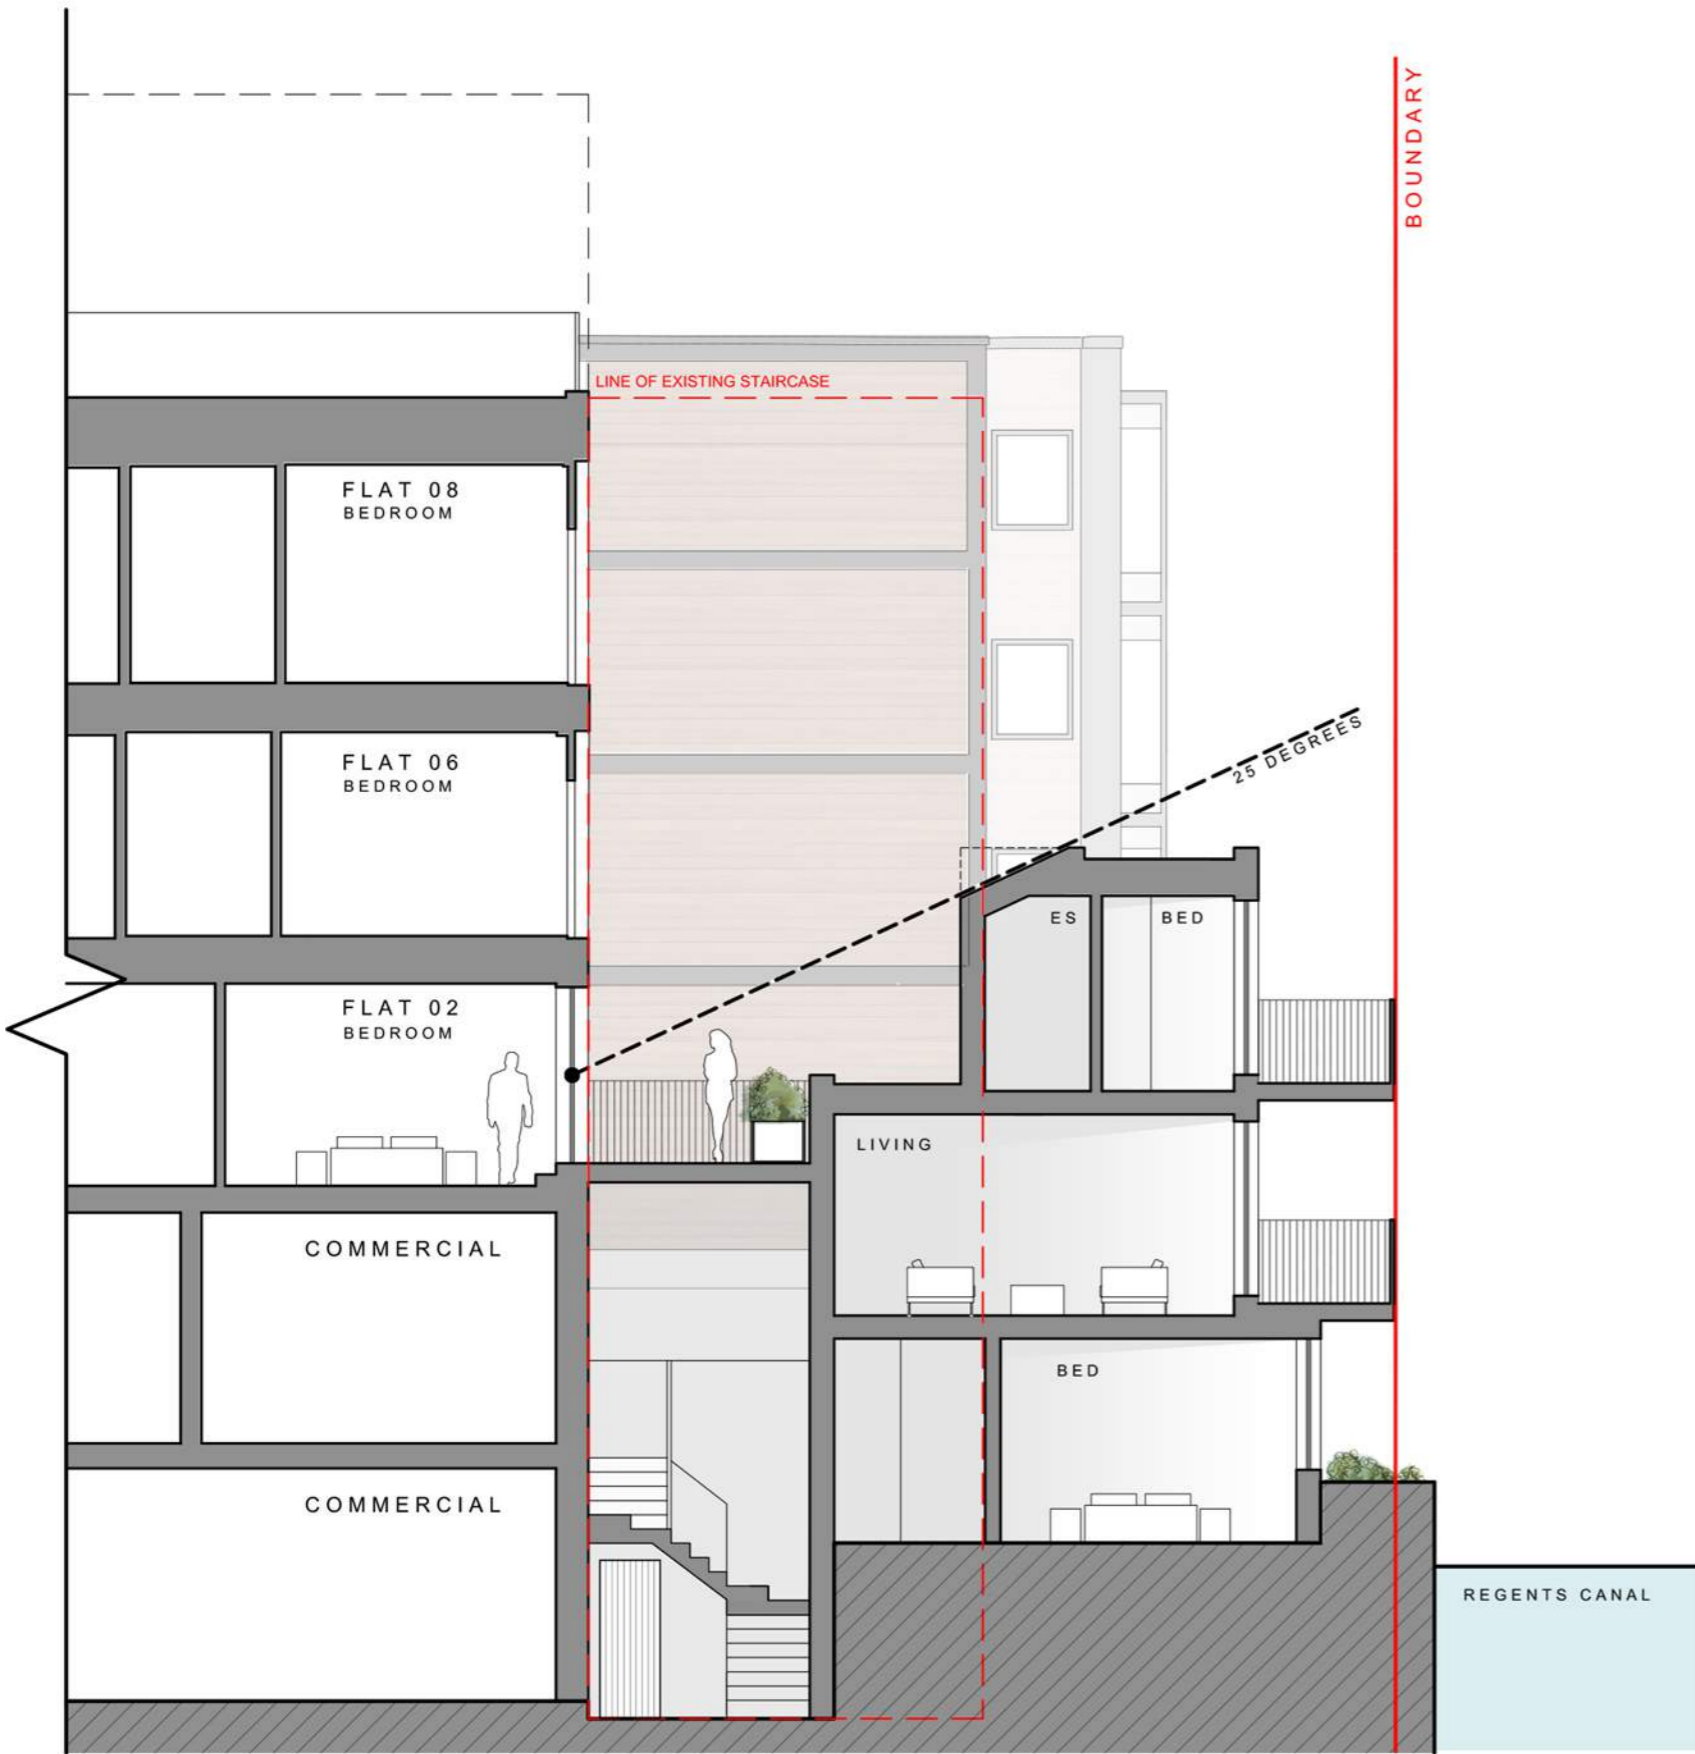 BOUNDARY
LINE OF EXISTING STAIRCASE
FLAT 08
BEDROOM
FLAT 06
BEDROOM
25 DEGREES
ES
BED
FLAT 02
BEDROOM
LIVING
COMMERCIAL
BED
COMMERCIAL
REGENTS CANAL